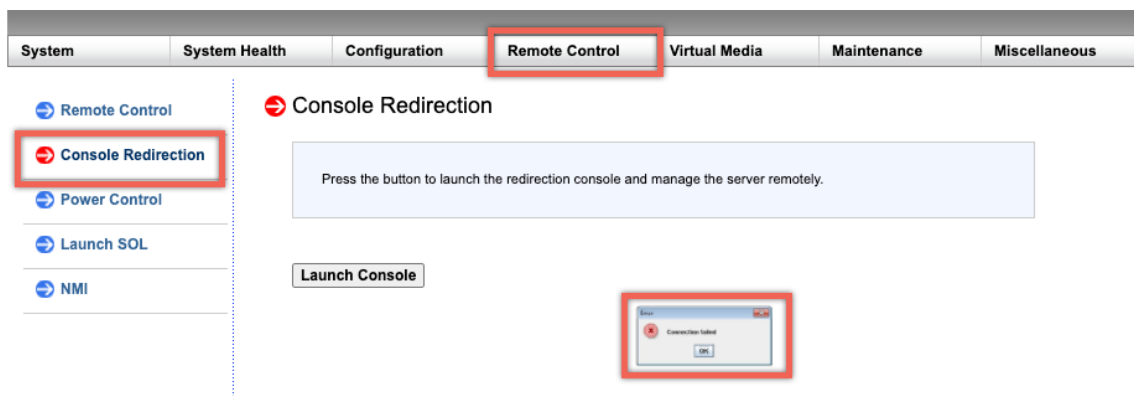 System System Health Configuration Remote Control Virtual Media Maintenance Miscellaneous
Remote Control
Console Redirection
Power Control
Launch SOL
NMI
Console Redirection
Press the button to launch the redirection console and manage the server remotely.
Launch Console
Error
Connection failed
OK